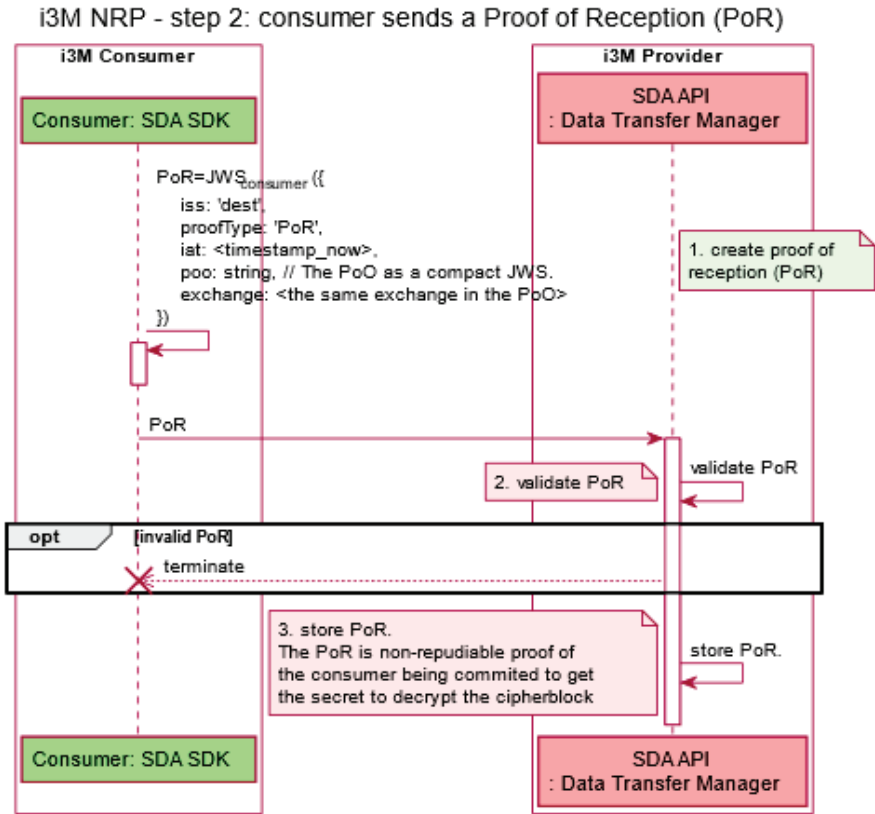 i3M NRP - step 2: consumer sends a Proof of Reception (PoR)
i3M Consumer
i3M Provider
Consumer: SDA SDK
SDA API
: Data Transfer Manager
PoR=JWSconsumer ({
iss: 'dest',
proofType: 'PoR',
iat: <timestamp_now>,
poo: string, // The PoO as a compact JWS.
exchange: <the same exchange in the PoO>
})
1. create proof of
reception (PoR)
PoR
2. validate PoR
validate PoR
opt
[invalid PoR]
terminate
3. store PoR.
The PoR is non-repudiable proof of
the consumer being commited to get
the secret to decrypt the cipherblock
store PoR.
Consumer: SDA SDK
SDA API
: Data Transfer Manager